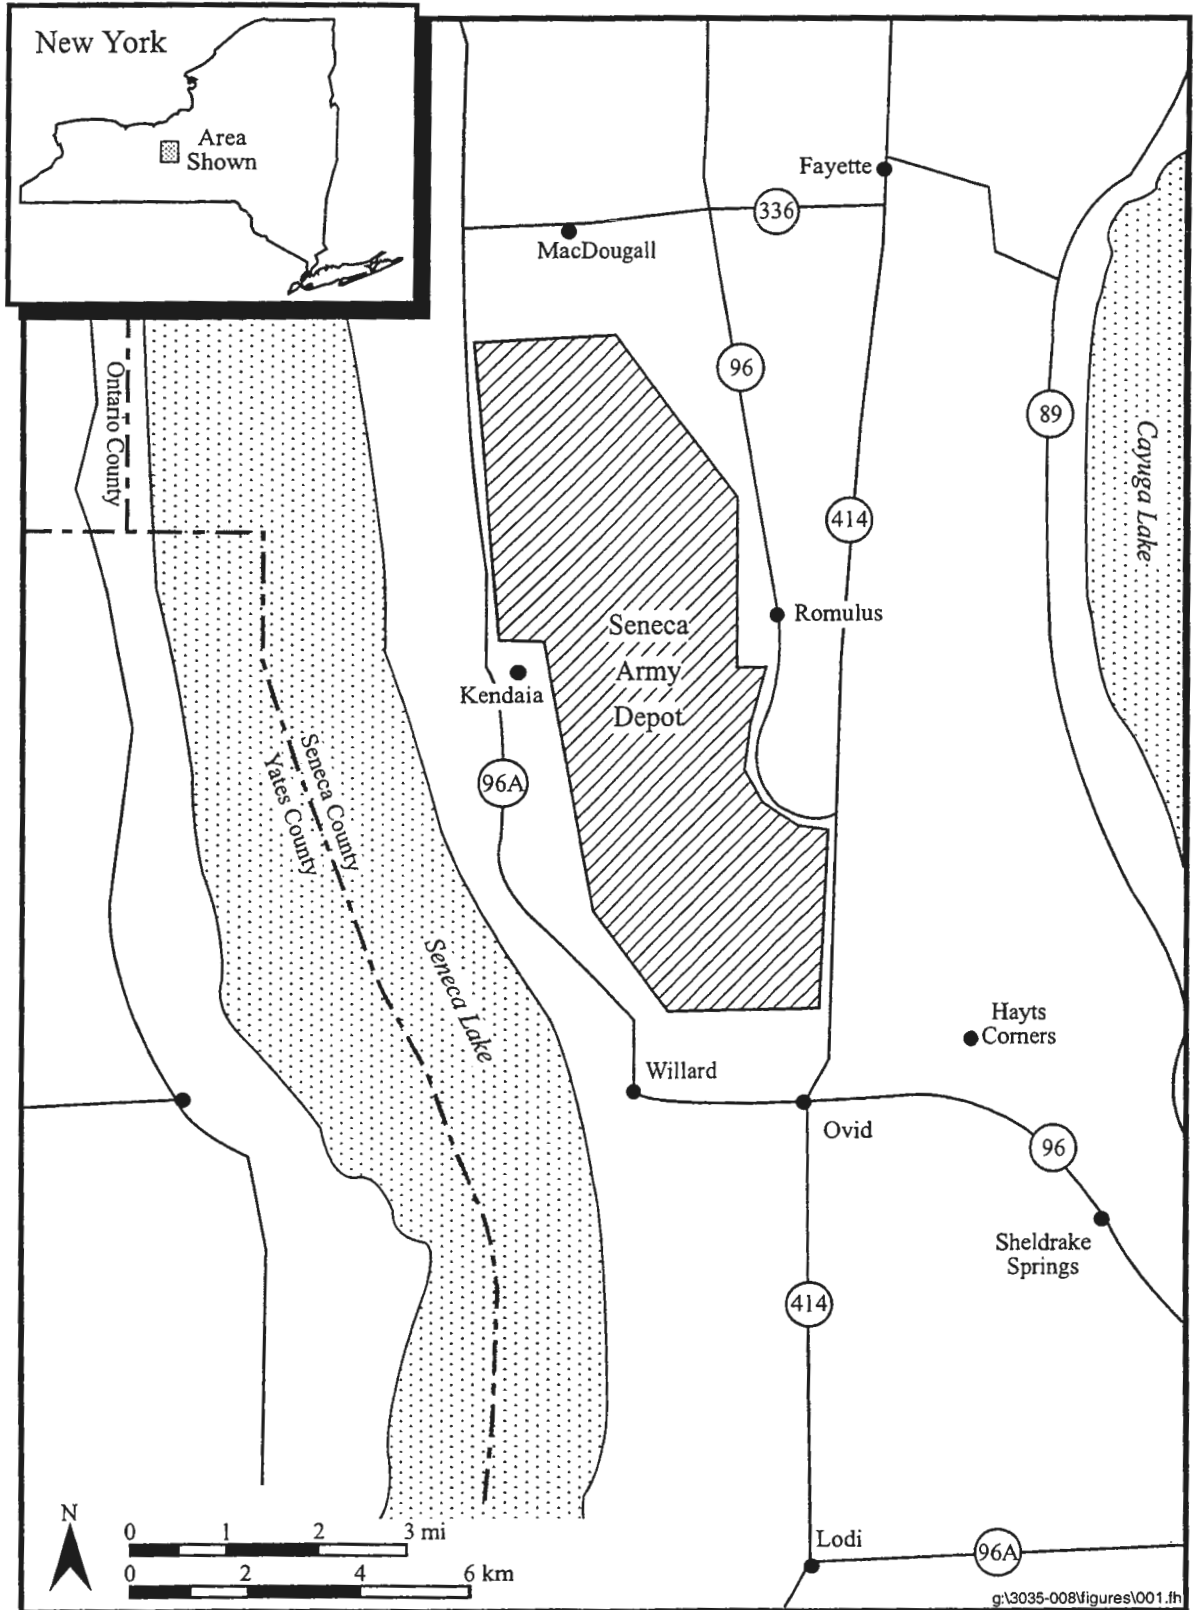 New York
Area
Shown
Fayette
336
MacDougall
96
89
Ontario County
Cayuga Lake
414
Romulus
Seneca
Army
Depot
Kendaia
96A
Seneca County
Yates County
Seneca Lake
Hayts
Corners
Willard
Ovid
96
Sheldrake
Springs
414
N
0 1 2 3 mi
0 2 4 6 km
Lodi
96A
g:\3035-008\figures\001.fh